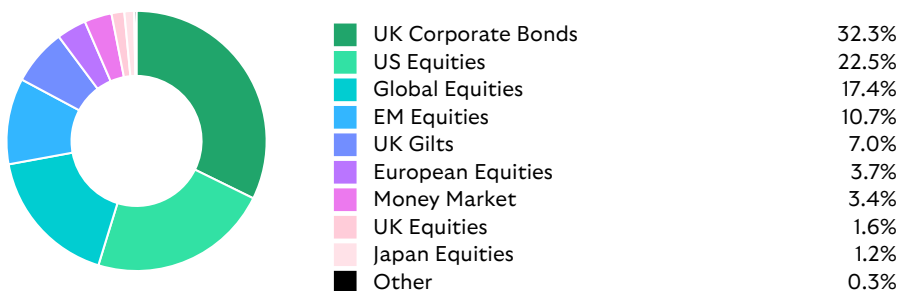 UK Corporate Bonds 32.3%
US Equities 22.5%
Global Equities 17.4%
EM Equities 10.7%
UK Gilts 7.0%
European Equities 3.7%
Money Market 3.4%
UK Equities 1.6%
Japan Equities 1.2%
Other 0.3%